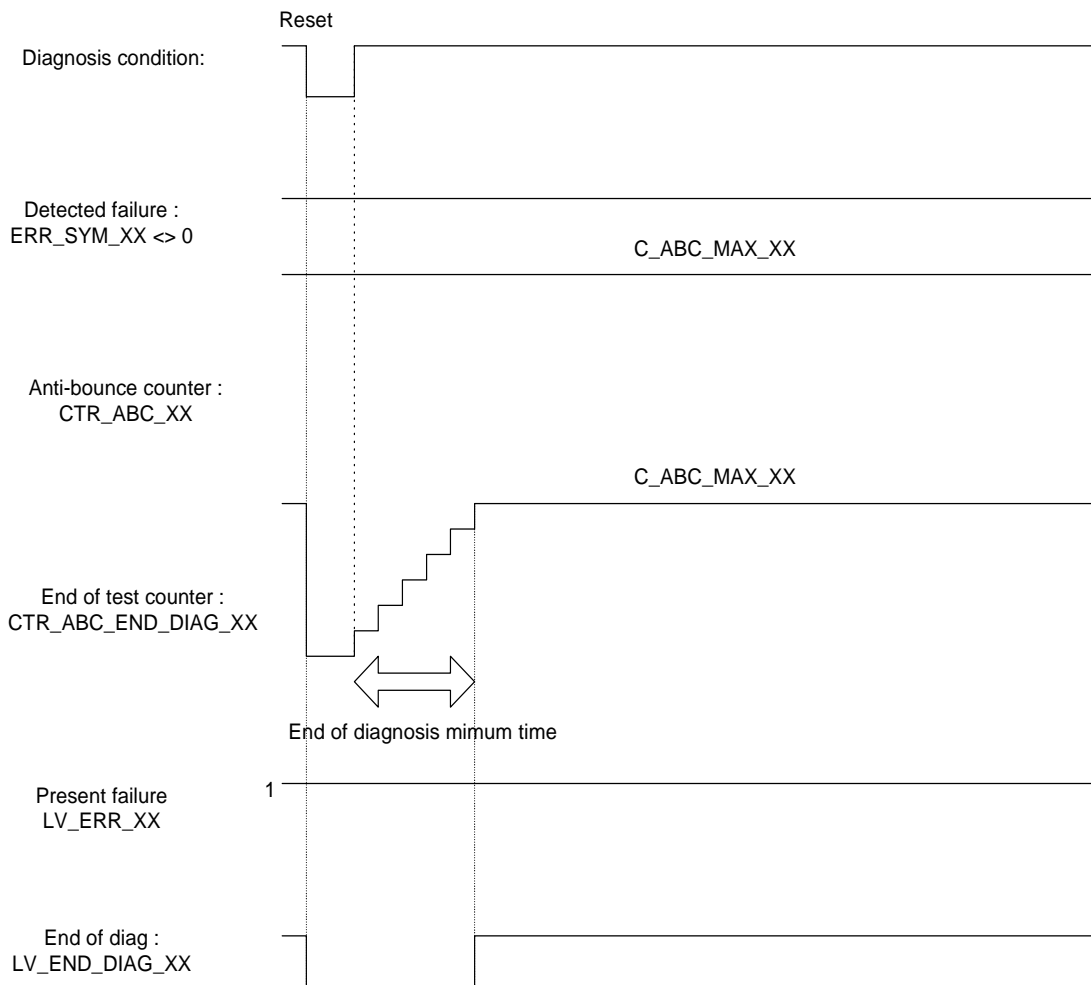 Reset
Diagnosis condition:
Detected failure :
ERR_SYM_XX <> 0
C_ABC_MAX_XX
Anti-bounce counter :
CTR_ABC_XX
C_ABC_MAX_XX
End of test counter :
CTR_ABC_END_DIAG_XX
End of diagnosis mimum time
1
Present failure
LV_ERR_XX
End of diag :
LV_END_DIAG_XX